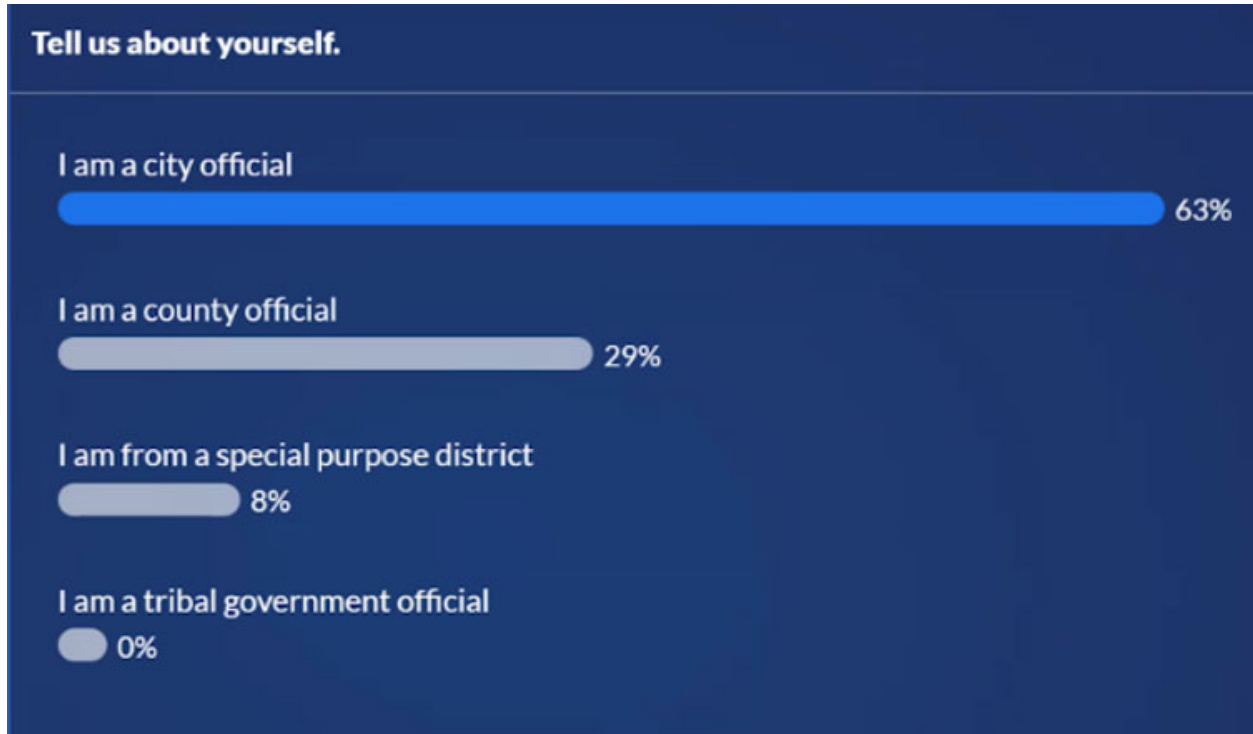 Tell us about yourself.
I am a city official
63%
I am a county official
29%
I am from a special purpose district
8%
I am a tribal government official
0%